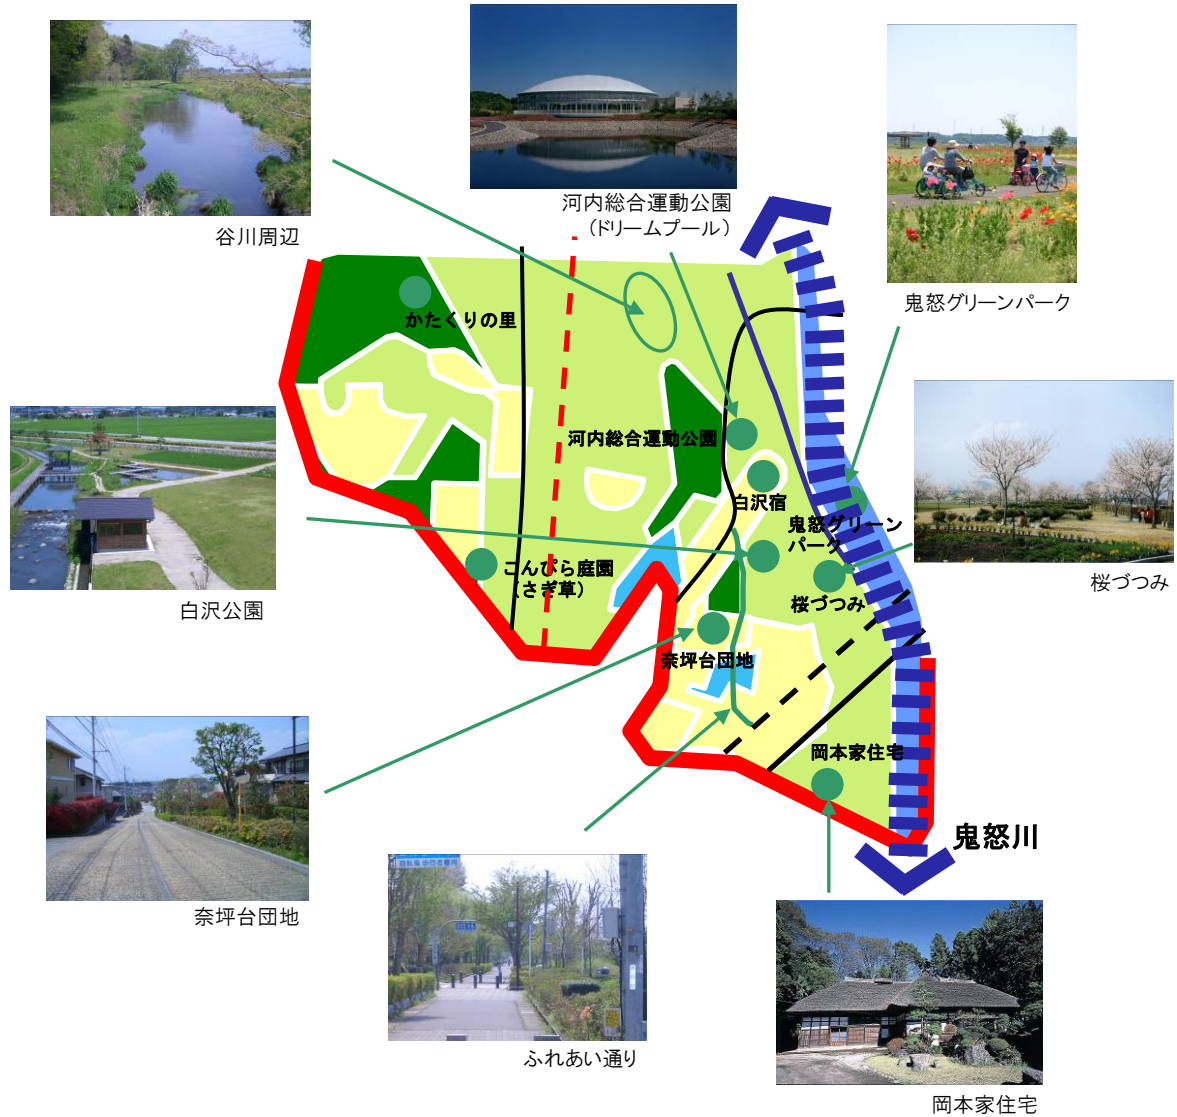 河内総合運動公園
（ドリームプール）
谷川周辺
鬼怒グリーンパーク
かたくりの里
河内総合運動公園
白沢宿
鬼怒グリーン
パーク
こんぴら庭園
（さぎ草）
桜づつみ
桜づつみ
白沢公園
奈坪台団地
岡本家住宅
鬼怒川
奈坪台団地
ふれあい通り
岡本家住宅